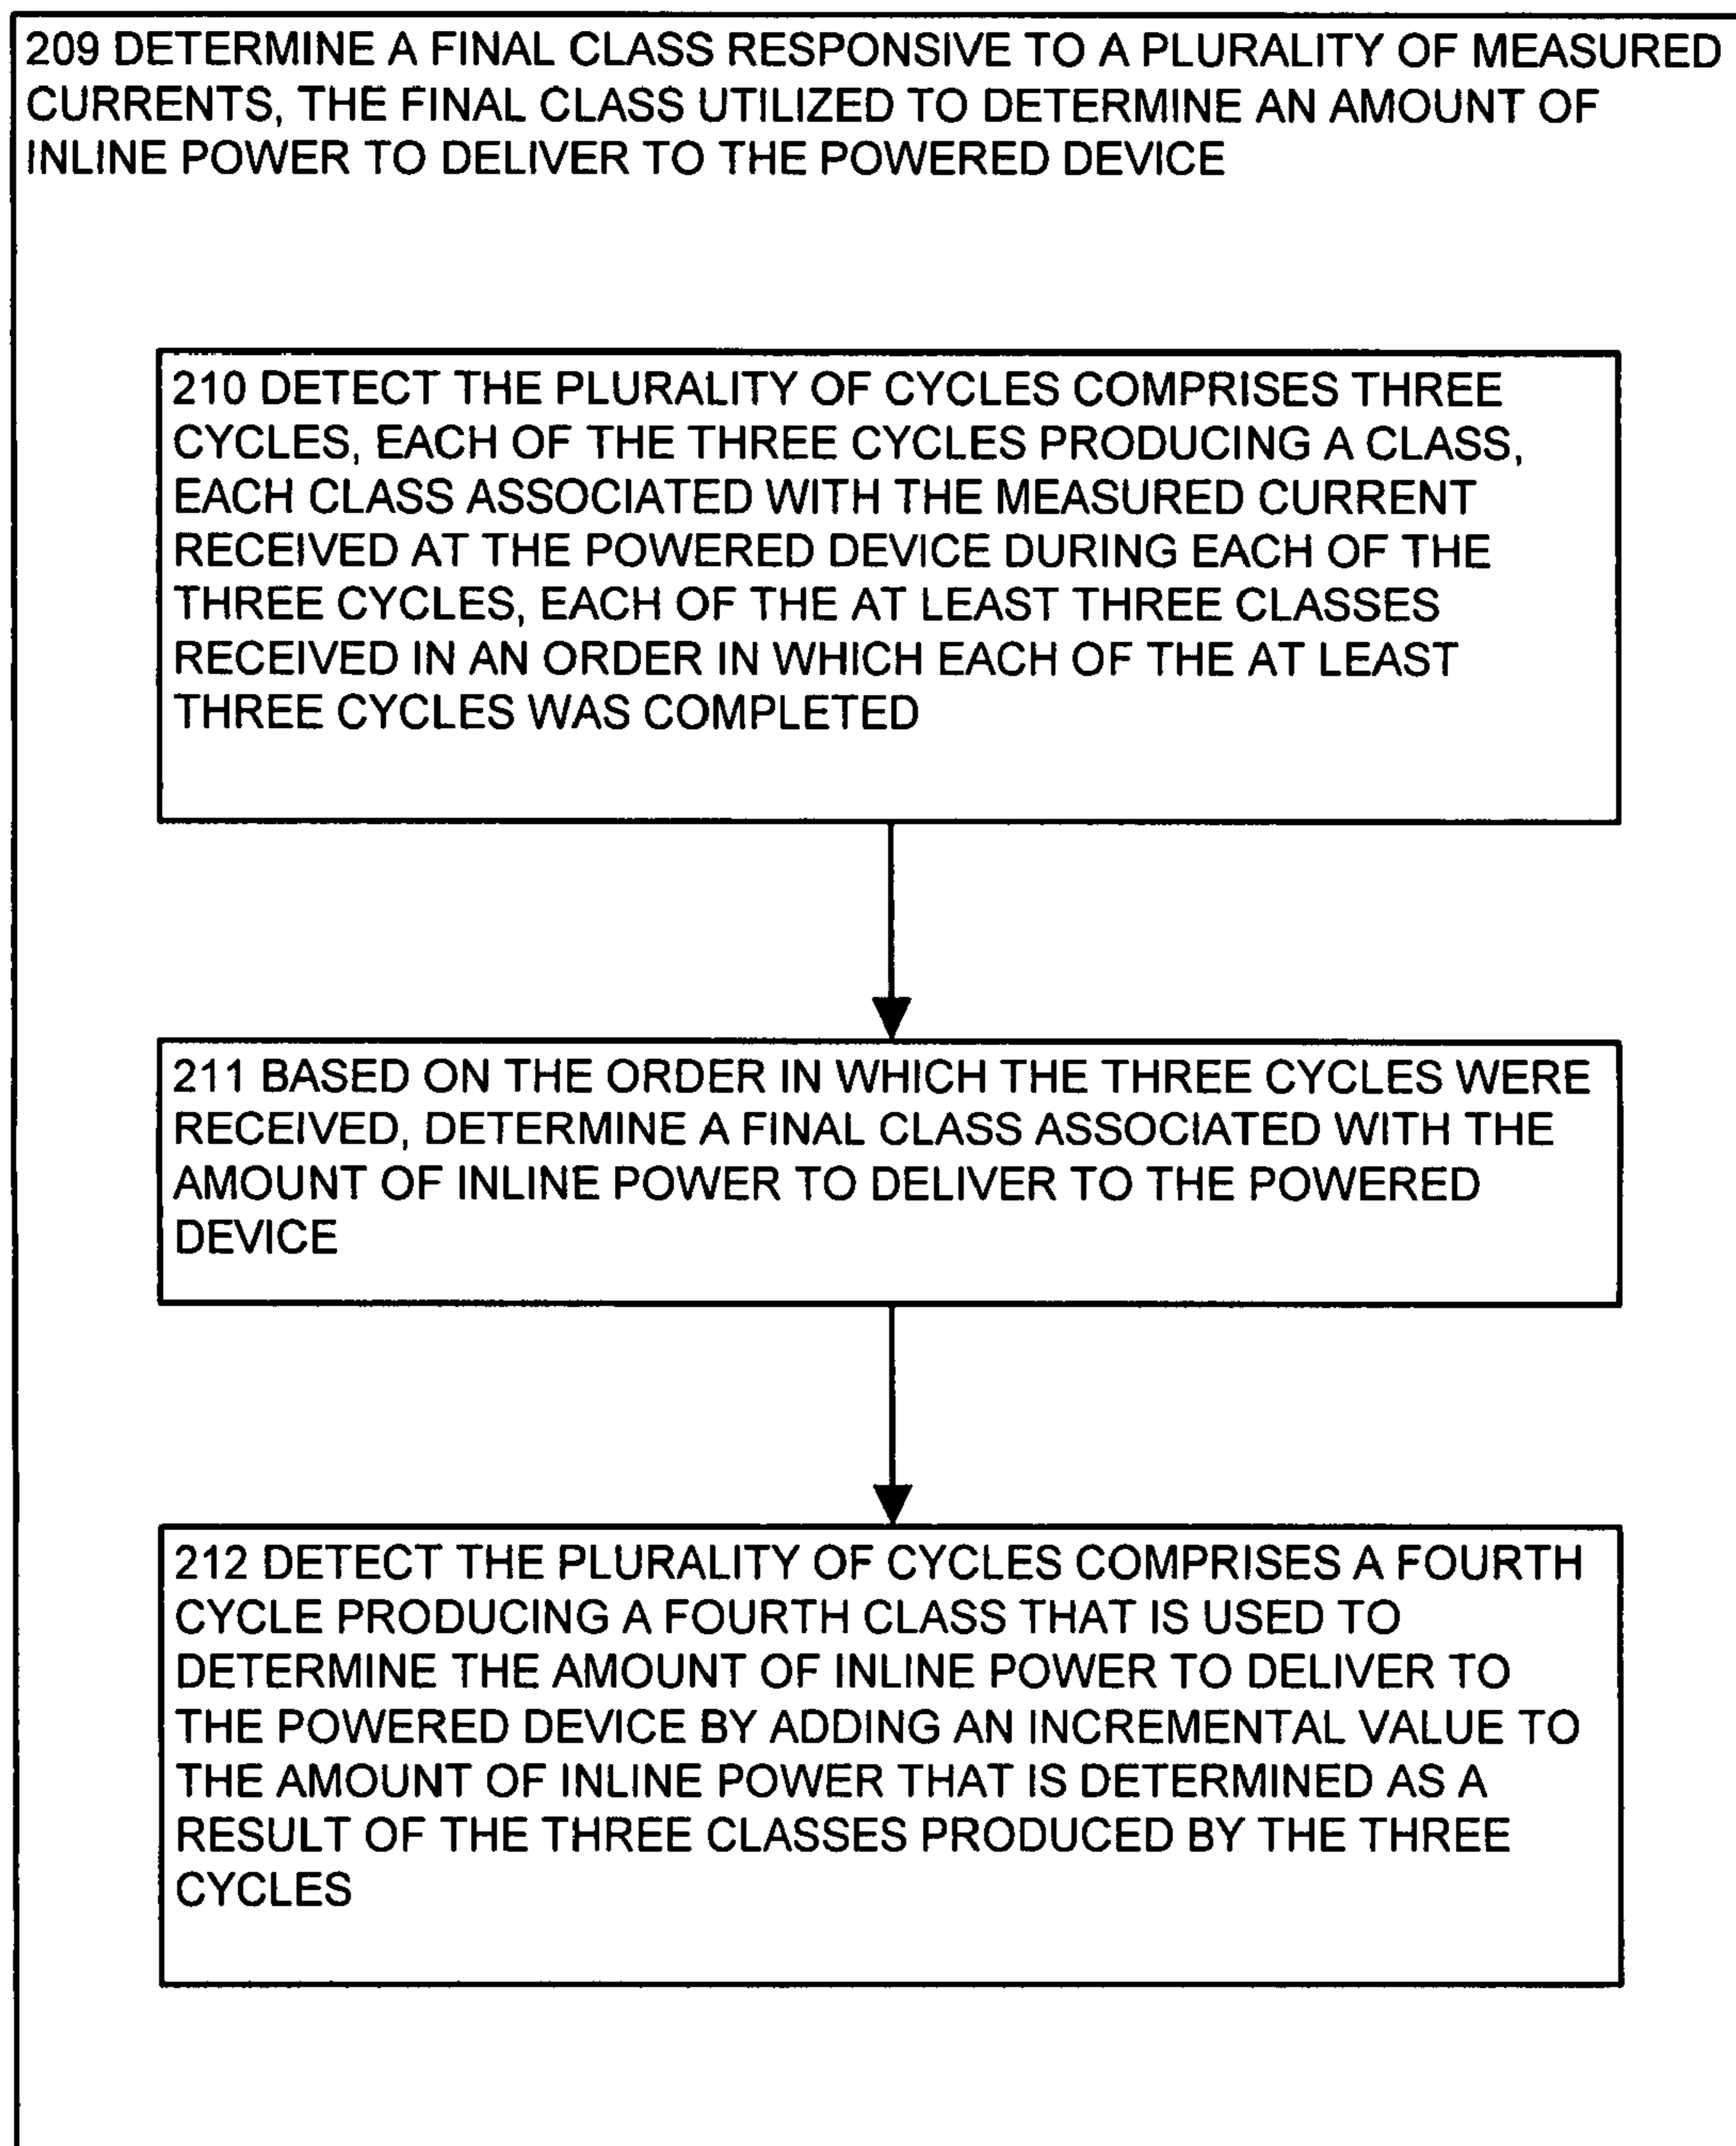 209 DETERMINE A FINAL CLASS RESPONSIVE TO A PLURALITY OF MEASURED
CURRENTS, THE FINAL CLASS UTILIZED TO DETERMINE AN AMOUNT OF
INLINE POWER TO DELIVER TO THE POWERED DEVICE
210 DETECT THE PLURALITY OF CYCLES COMPRISES THREE
CYCLES, EACH OF THE THREE CYCLES PRODUCING A CLASS,
EACH CLASS ASSOCIATED WITH THE MEASURED CURRENT
RECEIVED AT THE POWERED DEVICE DURING EACH OF THE
THREE CYCLES, EACH OF THE AT LEAST THREE CLASSES
RECEIVED IN AN ORDER IN WHICH EACH OF THE AT LEAST
THREE CYCLES WAS COMPLETED
211 BASED ON THE ORDER IN WHICH THE THREE CYCLES WERE
RECEIVED, DETERMINE A FINAL CLASS ASSOCIATED WITH THE
AMOUNT OF INLINE POWER TO DELIVER TO THE POWERED
DEVICE
212 DETECT THE PLURALITY OF CYCLES COMPRISES A FOURTH
CYCLE PRODUCING A FOURTH CLASS THAT IS USED TO
DETERMINE THE AMOUNT OF INLINE POWER TO DELIVER TO
THE POWERED DEVICE BY ADDING AN INCREMENTAL VALUE TO
THE AMOUNT OF INLINE POWER THAT IS DETERMINED AS A
RESULT OF THE THREE CLASSES PRODUCED BY THE THREE
CYCLES